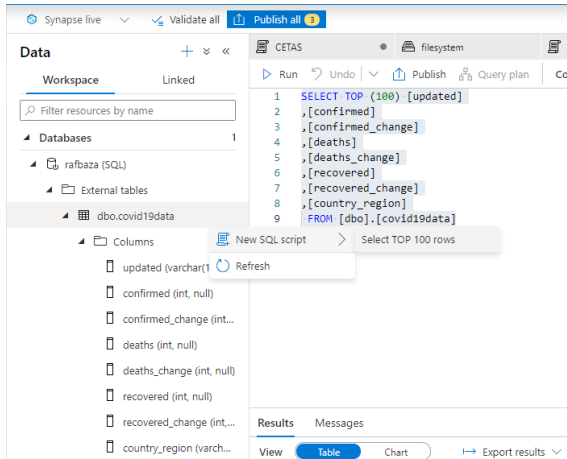 Synapse live
Validate all
Publish all 3
Data
Workspace Linked
Filter resources by name
Databases 1
rafbaza (SQL)
External tables
dbo.covid19data
Columns
updated (varchar(1
confirmed (int, null)
confirmed_change (int...
deaths (int, null)
deaths_change (int, null)
recovered (int, null)
recovered_change (int,...
country_region (varch...
New SQL script
Refresh
Select TOP 100 rows
CETAS
filesystem
Run Undo Publish Query plan Co
1 SELECT TOP (100) [updated]
2 ,[confirmed]
3 ,[confirmed_change]
4 ,[deaths]
5 ,[deaths_change]
6 ,[recovered]
7 ,[recovered_change]
8 ,[country_region]
9 FROM [dbo].[covid19data]
Results Messages
View Table Chart Export results